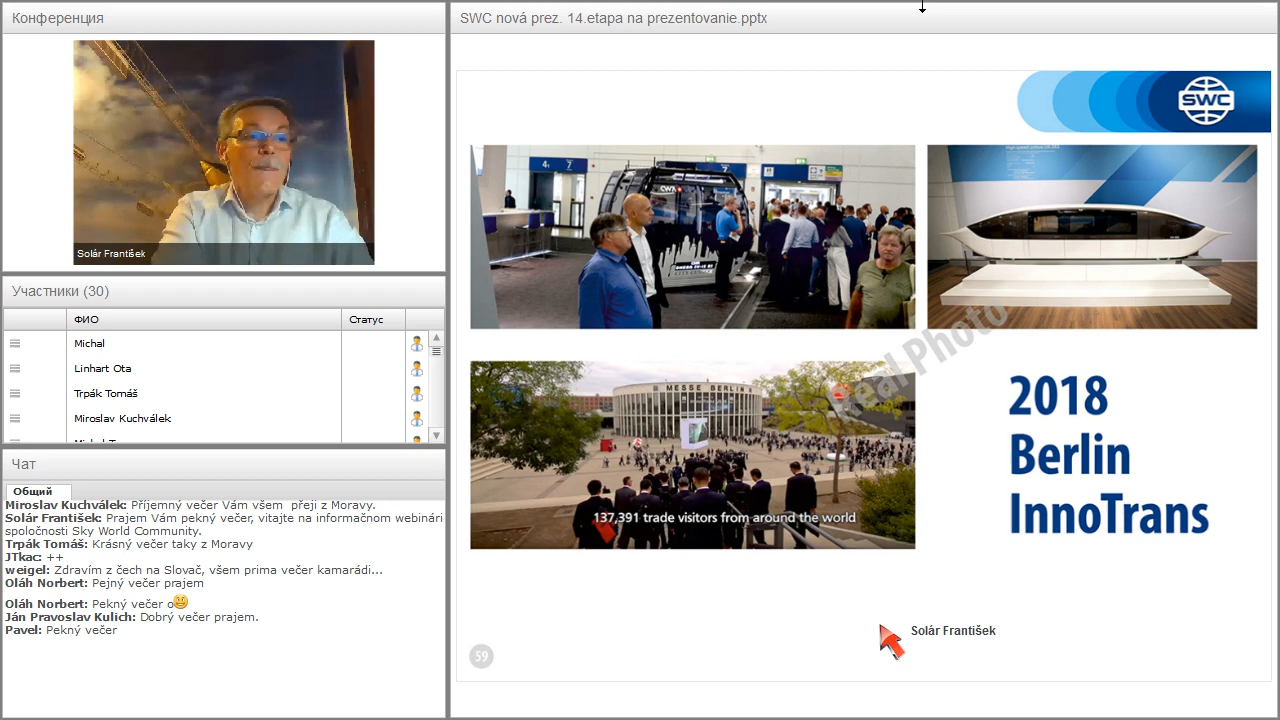 Конференция
Solár František
Участники (30)
ФИО
Статус
Michal
Linhart Ota
Trpák Tomáš
Miroslav Kuchválek
Чат
Общий
Miroslav Kuchválek: Příjemný večer Vám všem přeji z Moravy.
Solár František: Prajem Vám pekný večer, vitajte na informačnom webinári
spoločnosti Sky World Community.
Trpák Tomáš: Krásný večer taky z Moravy
JTkac: ++
weigel: Zdravím z čech na Slovač, všem prima večer kamarádi...
Oláh Norbert: Pejný večer prajem
Oláh Norbert: Pekný večer o
Ján Pravoslav Kulich: Dobrý večer prajem.
Pavel: Pekný večer
SWC nová prez. 14.etapa na prezentovanie.pptx
SWC
4.1
7
7
CWA
Real Photo
MESSE BERLIN
137,391 trade visitors from around the world
2018
Berlin
InnoTrans
Solár František
59